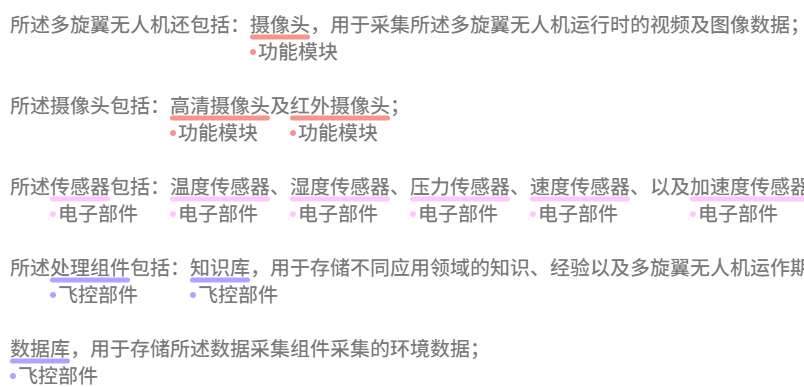 所述多旋翼无人机还包括：摄像头，用于采集所述多旋翼无人机运行时的视频及图像数据；
功能模块
所述摄像头包括：高清摄像头及红外摄像头；
功能模块 功能模块
所述传感器包括：温度传感器、湿度传感器、压力传感器、速度传感器、以及加速度传感器
电子部件 电子部件 电子部件 电子部件 电子部件 电子部件
所述处理组件包括：知识库，用于存储不同应用领域的知识、经验以及多旋翼无人机运作期
飞控部件 飞控部件
数据库，用于存储所述数据采集组件采集的环境数据；
飞控部件